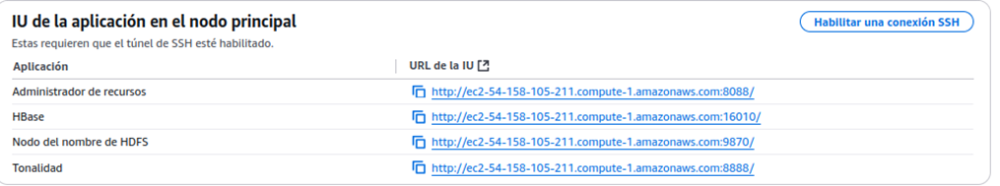 IU de la aplicación en el nodo principal
Habilitar una conexión SSH
Estas requieren que el túnel de SSH esté habilitado.
Aplicación URL de la IU
Administrador de recursos http://ec2-54-158-105-211.compute-1.amazonaws.com:8088/
HBase http://ec2-54-158-105-211.compute-1.amazonaws.com:16010/
Nodo del nombre de HDFS http://ec2-54-158-105-211.compute-1.amazonaws.com:9870/
Tonalidad http://ec2-54-158-105-211.compute-1.amazonaws.com:8888/